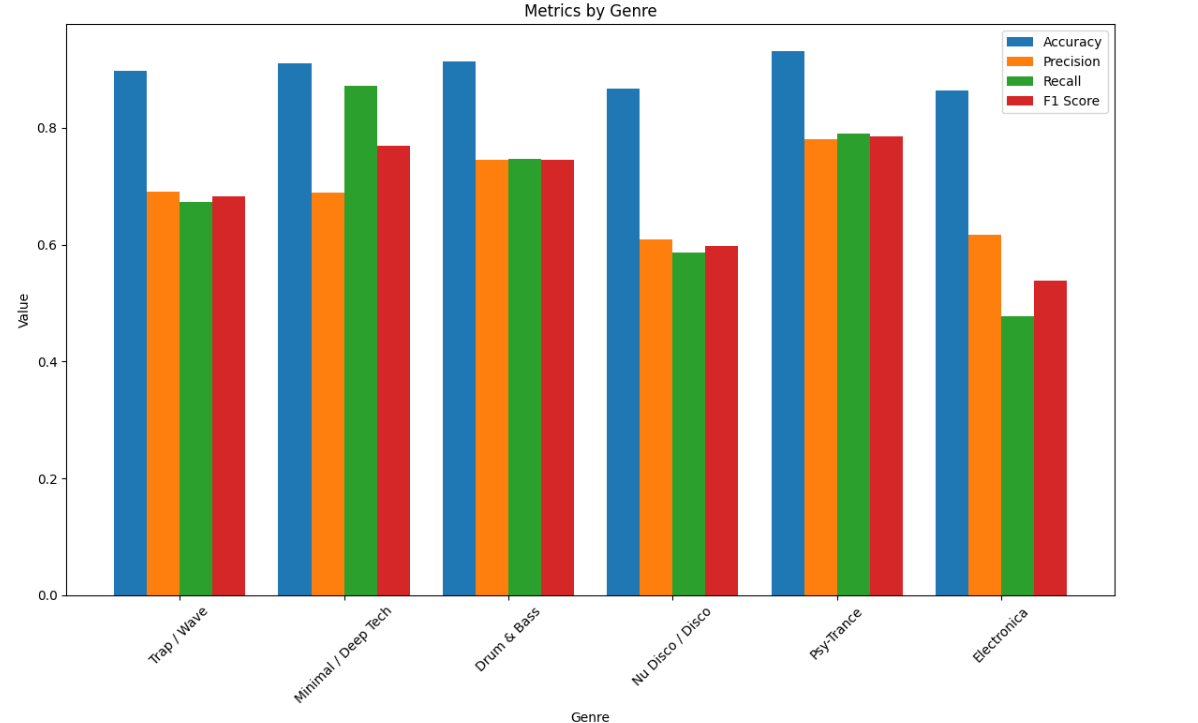 Metrics by Genre
Accuracy
Precision
Recall
F1 Score
Value
0.8
0.6
0.4
0.2
0.0
Trap / Wave
Minimal / Deep Tech
Drum & Bass
Nu Disco / Disco
Psy-Trance
Electronica
Genre